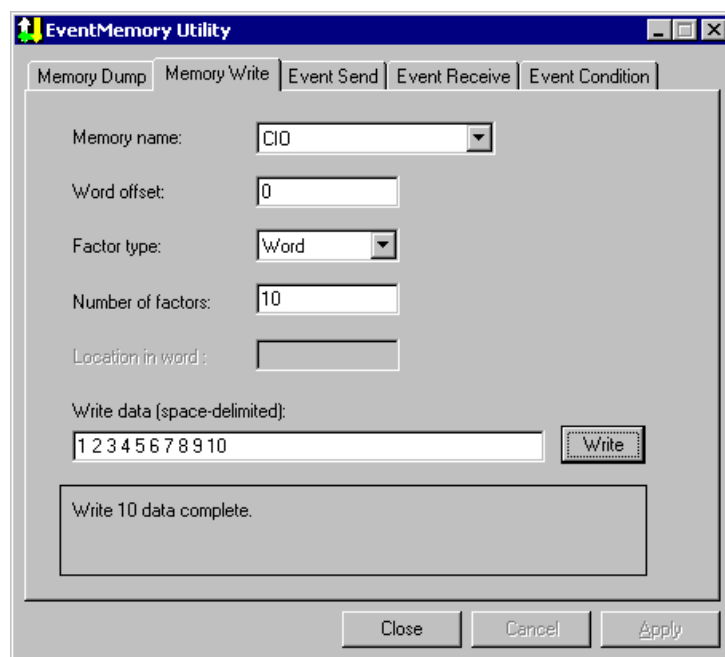 EventMemory Utility
Memory Dump Memory Write Event Send Event Receive Event Condition
Memory name: CIO
Word offset: 0
Factor type: Word
Number of factors: 10
Location in word :
Write data (space-delimited):
1 2 3 4 5 6 7 8 9 10 Write
Write 10 data complete.
Close Cancel Apply